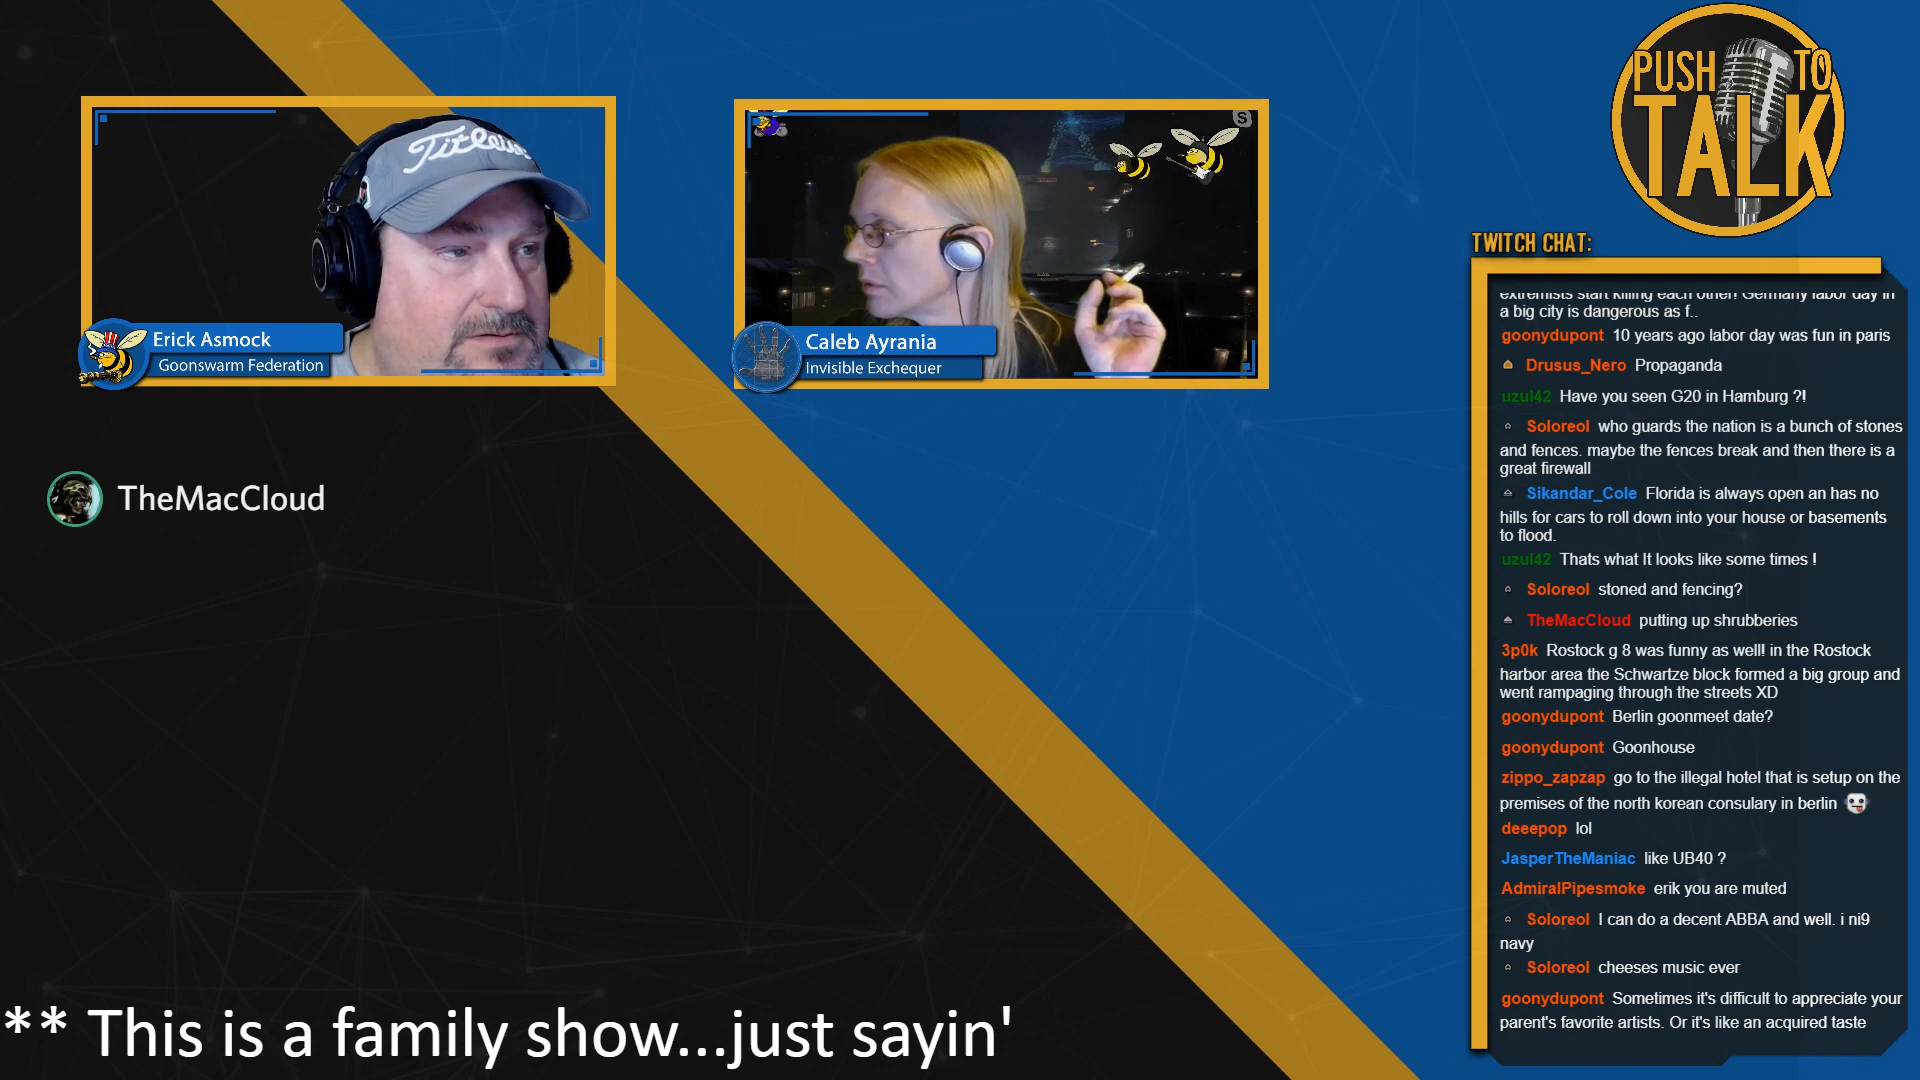 PUSH TO
TALK
Titleist
S
Erick Asmock
Goonswarm Federation
Caleb Ayrania
Invisible Exchequer
TheMacCloud
** This is a family show...just sayin'
TWITCH CHAT:
extremists start killing each other! Germany labor day in
a big city is dangerous as f..
goonydupont 10 years ago labor day was fun in paris
Drusus_Nero Propaganda
uzul42 Have you seen G20 in Hamburg ?!
Soloreol who guards the nation is a bunch of stones
and fences. maybe the fences break and then there is a
great firewall
Sikandar_Cole Florida is always open an has no
hills for cars to roll down into your house or basements
to flood.
uzul42 Thats what It looks like some times !
Soloreol stoned and fencing?
TheMacCloud putting up shrubberies
3p0k Rostock g 8 was funny as well! in the Rostock
harbor area the Schwartze block formed a big group and
went rampaging through the streets XD
goonydupont Berlin goonmeet date?
goonydupont Goonhouse
zippo_zapzap go to the illegal hotel that is setup on the
premises of the north korean consulary in berlin
deeepop lol
JasperTheManiac like UB40 ?
AdmiralPipesmoke erik you are muted
Soloreol I can do a decent ABBA and well. i ni9
navy
Soloreol cheeses music ever
goonydupont Sometimes it's difficult to appreciate your
parent's favorite artists. Or it's like an acquired taste